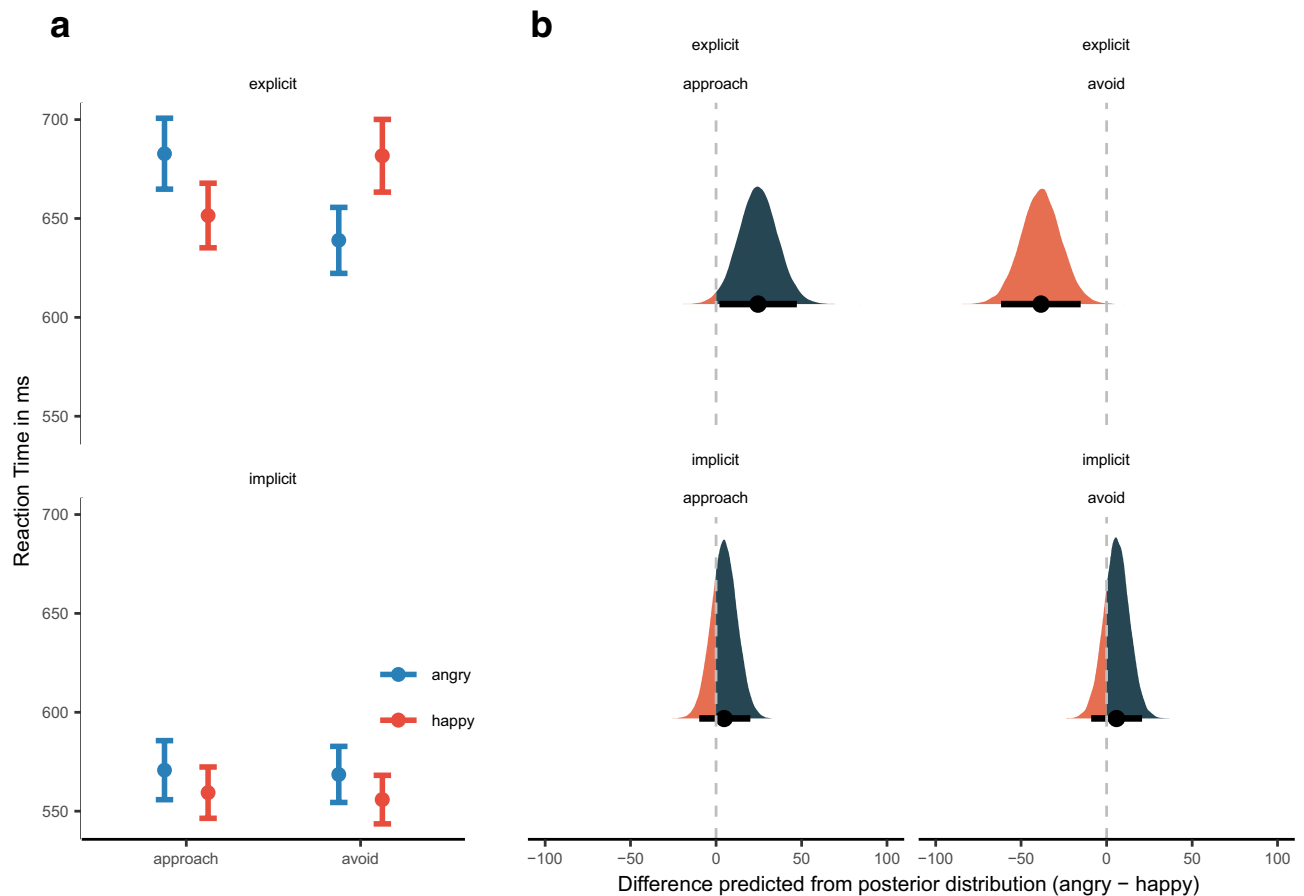 a
explicit
700
650
600
550
implicit
700
650
600
550
Reaction Time in ms
angry
happy
approach
avoid
b
explicit
approach
explicit
avoid
implicit
approach
implicit
avoid
−100
−50
0
50
100
−100
−50
0
50
100
Difference predicted from posterior distribution (angry − happy)